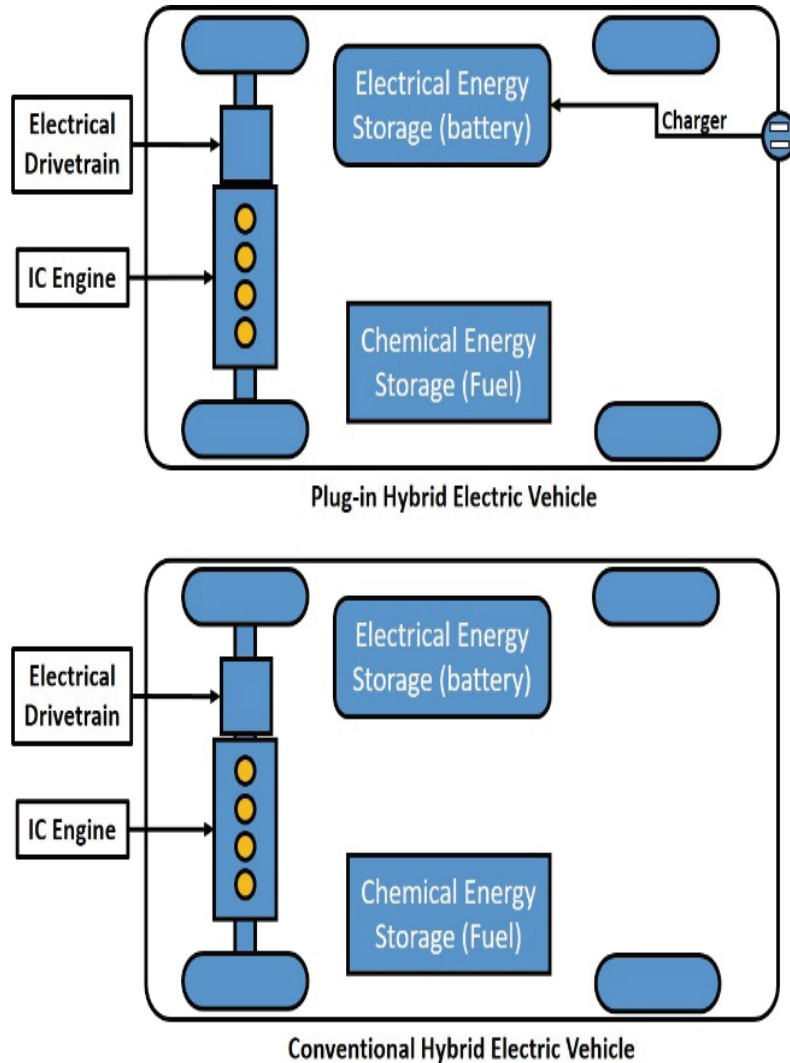 Electrical
Drivetrain
IC Engine
Electrical Energy
Storage (battery)
Charger
Chemical Energy
Storage (Fuel)
Plug-in Hybrid Electric Vehicle
Electrical
Drivetrain
IC Engine
Electrical Energy
Storage (battery)
Chemical Energy
Storage (Fuel)
Conventional Hybrid Electric Vehicle